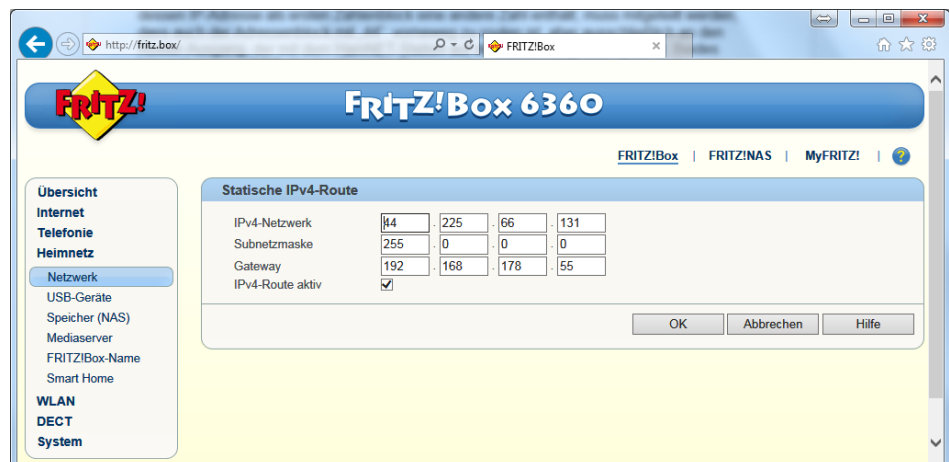 http://fritz.box/
FRITZ!Box
FRITZ!
FRITZ!Box 6360
FRITZ!Box | FRITZ!NAS | MyFRITZ! | ?
Übersicht
Internet
Telefonie
Heimnetz
Netzwerk
USB-Geräte
Speicher (NAS)
Mediaserver
FRITZ!Box-Name
Smart Home
WLAN
DECT
System
Statische IPv4-Route
IPv4-Netzwerk 44 . 225 . 66 . 131
Subnetzmaske 255 . 0 . 0 . 0
Gateway 192 . 168 . 178 . 55
IPv4-Route aktiv
OK Abbrechen Hilfe